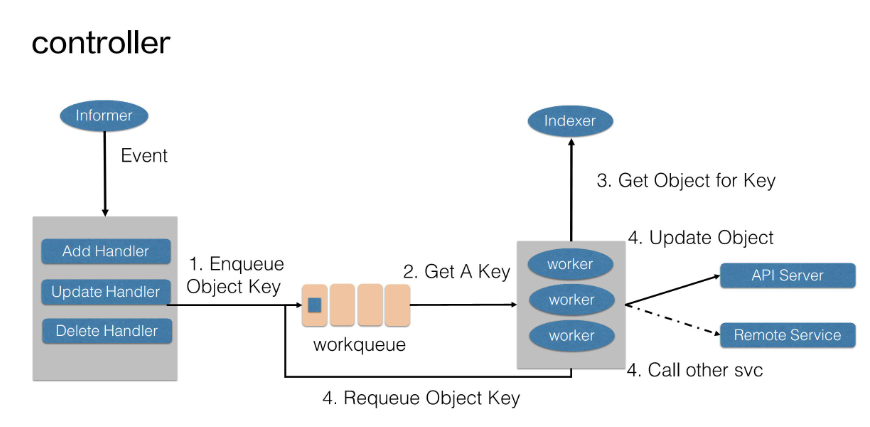 controller
Informer
Event
Add Handler
Update Handler
Delete Handler
1. Enqueue
Object Key
workqueue
2. Get A Key
Indexer
3. Get Object for Key
worker
worker
worker
4. Update Object
API Server
Remote Service
4. Call other svc
4. Requeue Object Key